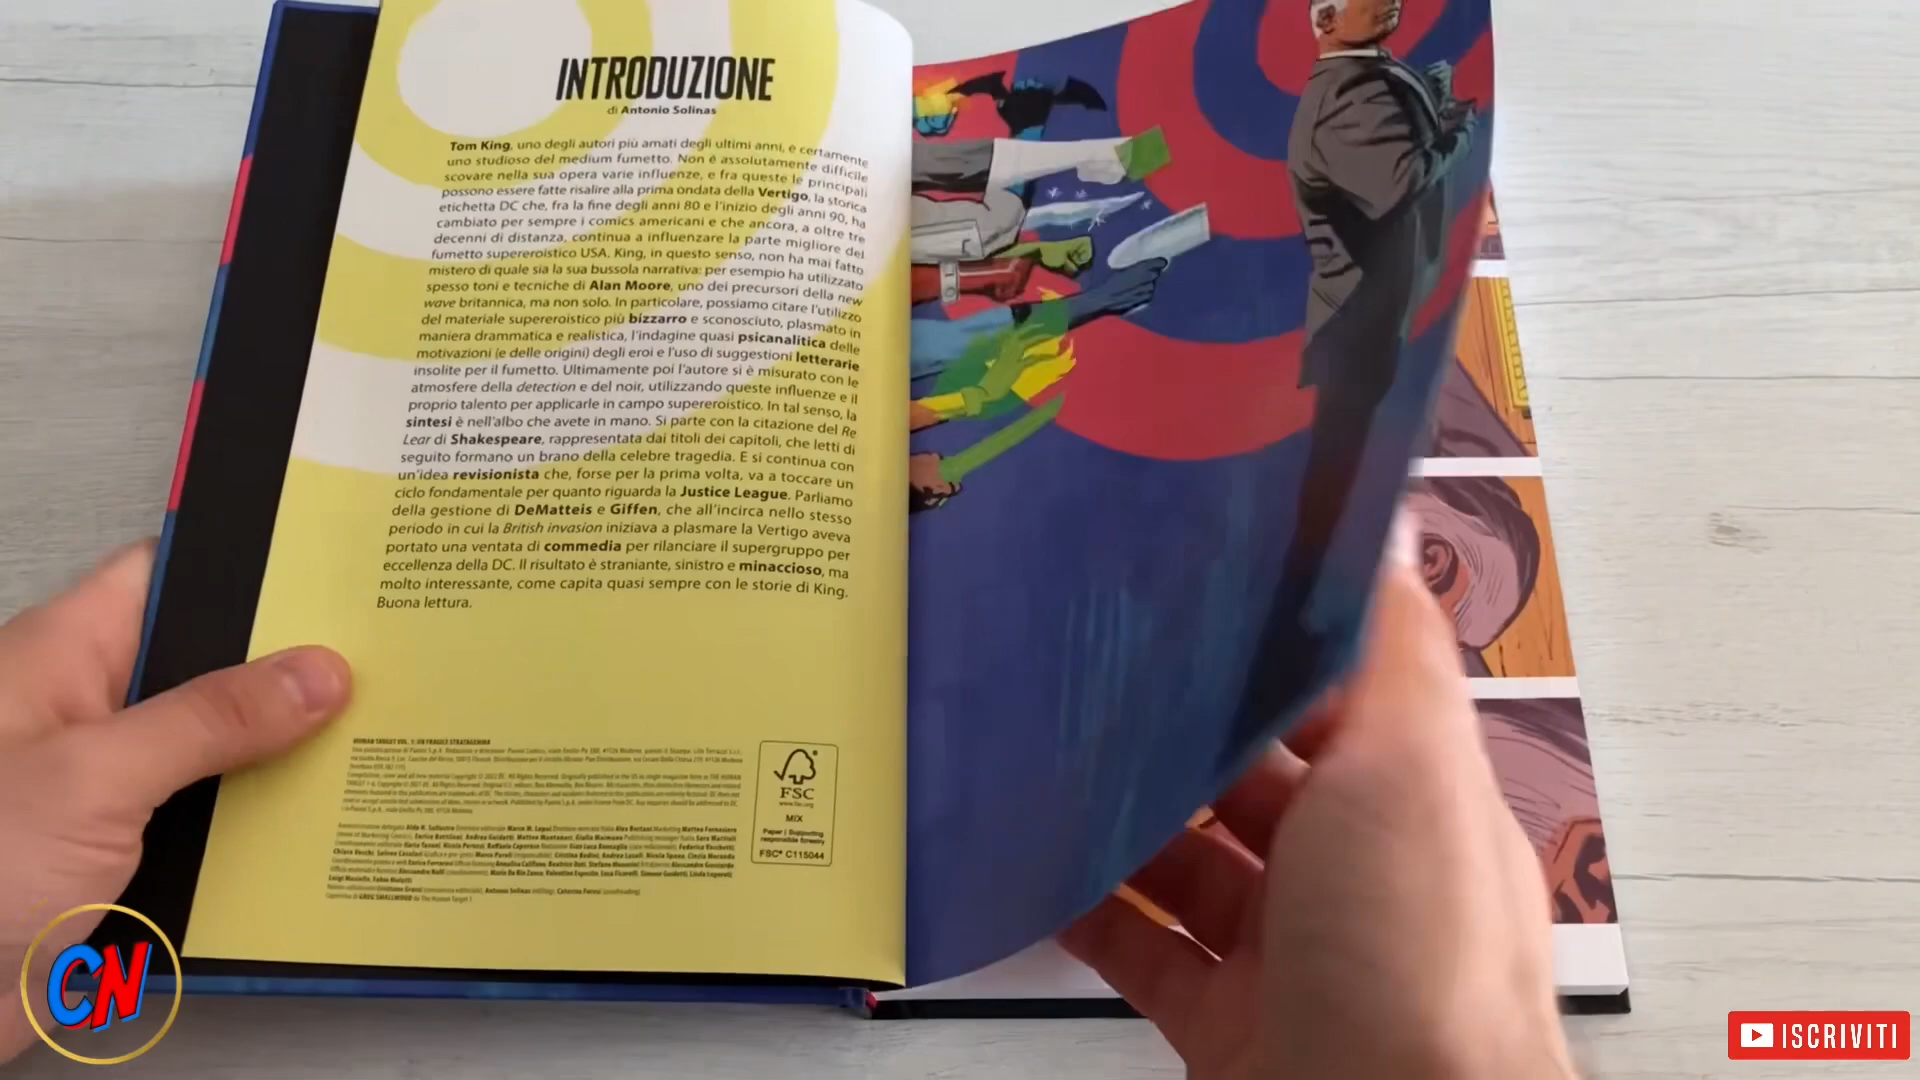 INTRODUZIONE
di Antonio Solinas
Tom King, uno degli autori più amati degli ultimi anni, è certamente
uno studioso del medium fumetto. Non è assolutamente difficile
scovare nella sua opera varie influenze, e fra queste le principali
possono essere fatte risalire alla prima ondata della Vertigo, la storica
etichetta DC che, fra la fine degli anni 80 e l'inizio degli anni 90, ha
cambiato per sempre i comics americani e che ancora, a oltre tre
decenni di distanza, continua a influenzare la parte migliore del
fumetto supereroistico USA. King, in questo senso, non ha mai fatto
mistero di quale sia la sua bussola narrativa: per esempio ha utilizzato
spesso toni e tecniche di Alan Moore, uno dei precursori della new
wave britannica, ma non solo. In particolare, possiamo citare l'utilizzo
del materiale supereroistico più bizzarro e sconosciuto, plasmato in
maniera drammatica e realistica, l'indagine quasi psicanalitica delle
motivazioni (e delle origini) degli eroi e l'uso di suggestioni letterarie
insolite per il fumetto. Ultimamente poi l'autore si è misurato con le
atmosfere della detection e del noir, utilizzando queste influenze e il
proprio talento per applicarle in campo supereroistico. In tal senso, la
sintesi è nell'albo che avete in mano. Si parte con la citazione del Re
Lear di Shakespeare, rappresentata dai titoli dei capitoli, che letti di
seguito formano un brano della celebre tragedia. E si continua con
un'idea revisionista che, forse per la prima volta, va a toccare un
ciclo fondamentale per quanto riguarda la Justice League. Parliamo
della gestione di DeMatteis e Giffen, che all'incirca nello stesso
periodo in cui la British invasion iniziava a plasmare la Vertigo aveva
portato una ventata di commedia per rilanciare il supergruppo per
eccellenza della DC. Il risultato è straniante, sinistro e minaccioso, ma
molto interessante, come capita quasi sempre con le storie di King.
Buona lettura.
HUMAN TARGET VOL. 1: UN FRAGILE STRATAGEMMA
FSC
www.fsc.org
MIX
Paper | Supporting
responsible forestry
FSC® C115044
CN
ISCRIVITI